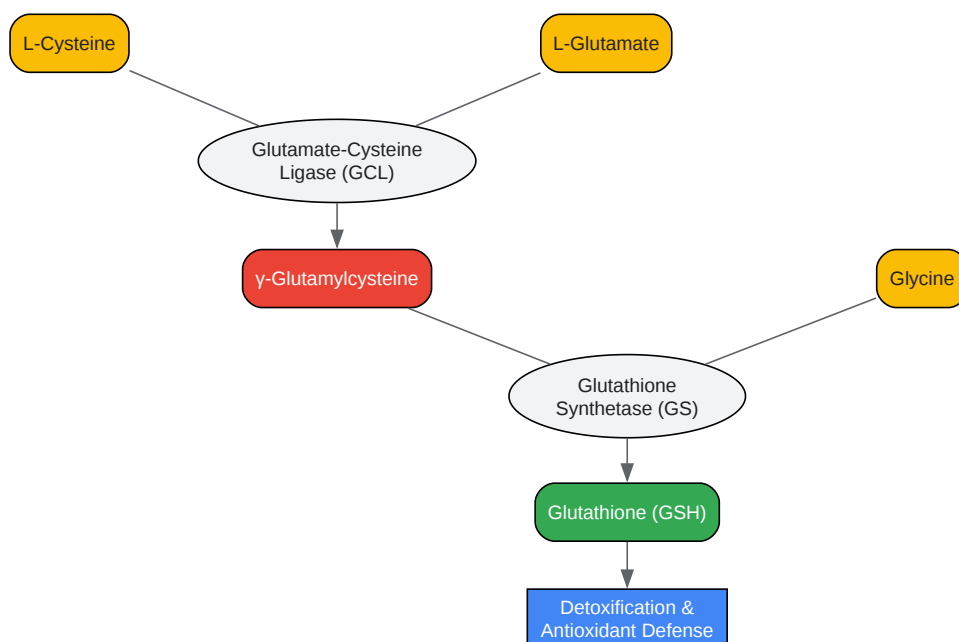 L-Cysteine
L-Glutamate
Glutamate-Cysteine
Ligase (GCL)
γ-Glutamylcysteine
Glycine
Glutathione
Synthetase (GS)
Glutathione (GSH)
Detoxification &
Antioxidant Defense